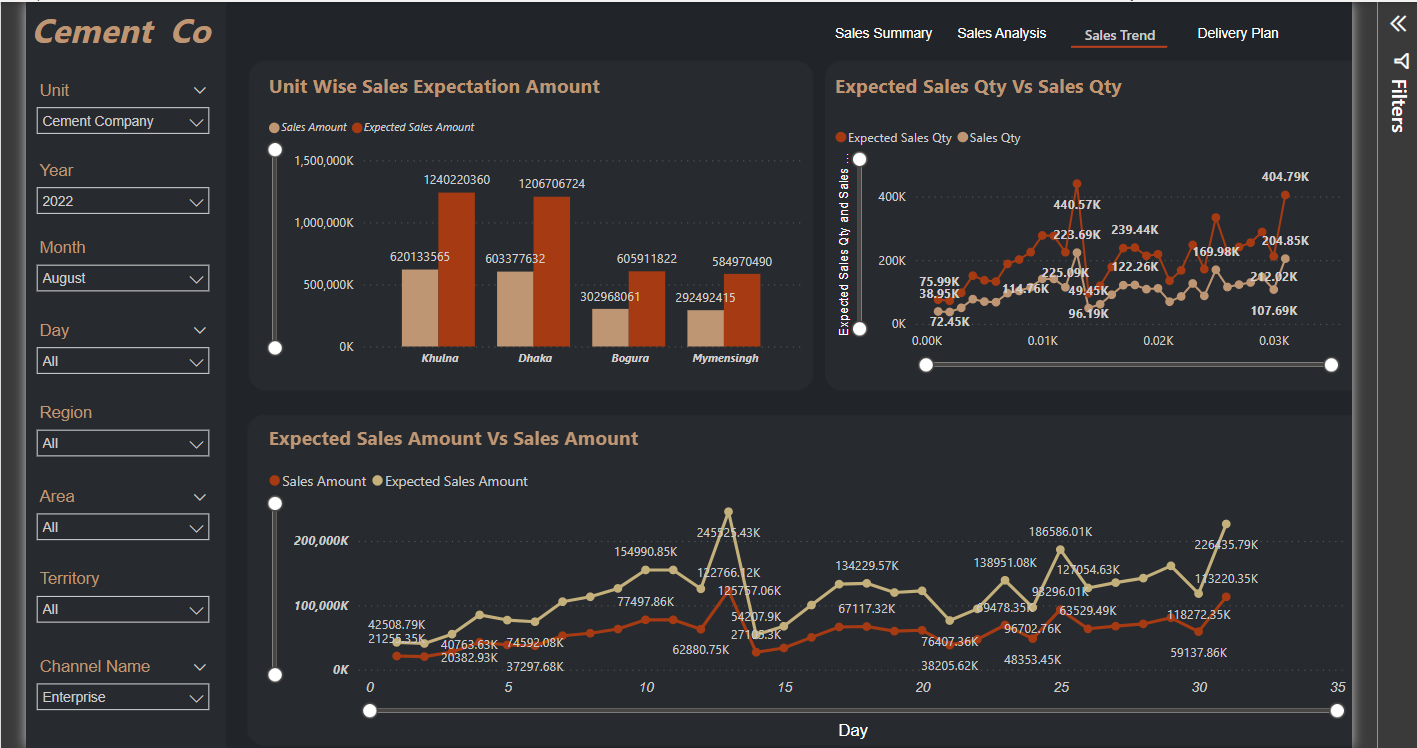 Cement Co
Sales Summary
Sales Analysis
Sales Trend
Delivery Plan
Filters
Unit
Cement Company
Year
2022
Month
August
Day
All
Region
All
Area
All
Territory
All
Channel Name
Enterprise
Unit Wise Sales Expectation Amount
Sales Amount Expected Sales Amount
1,500,000K
1,000,000K
500,000K
0K
1240220360
1206706724
620133565
603377632
605911822
584970490
302968061
292492415
Khulna
Dhaka
Bogura
Mymensingh
Expected Sales Qty Vs Sales Qty
Expected Sales Qty Sales Qty
Expected Sales Qty and Sales ...
400K
200K
0K
404.79K
440.57K
223.69K
239.44K
204.85K
169.98K
75.99K
38.95K
225.09K
122.26K
212.02K
114.76K
49.45K
72.45K
96.19K
107.69K
0.00K
0.01K
0.02K
0.03K
Expected Sales Amount Vs Sales Amount
Sales Amount Expected Sales Amount
200,000K
100,000K
0K
245525.43K
186586.01K
226435.79K
154990.85K
122766.12K
134229.57K
138951.08K
127054.63K
113220.35K
125757.06K
93296.01K
77497.86K
67117.32K
69478.35K
63529.49K
118272.35K
42508.79K
21255.35K
54207.9K
40763.63K
74592.08K
76407.36K
96702.76K
20382.93K
37297.68K
62880.75K
38205.62K
48353.45K
59137.86K
0
5
10
15
20
25
30
35
Day